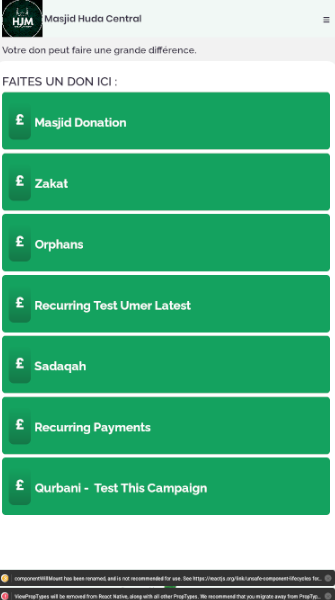 HJM
Masjid Huda Central
≡
Votre don peut faire une grande différence.
FAITES UN DON ICI :
£ Masjid Donation
£ Zakat
£ Orphans
£ Recurring Test Umer Latest
£ Sadaqah
£ Recurring Payments
£ Qurbani - Test This Campaign
componentWillMount has been renamed, and is not recommended for use. See https://reactjs.org/link/unsafe-component-lifecycles for...
ViewPropTypes will be removed from React Native, along with all other PropTypes. We recommend that you migrate away from PropTyp...